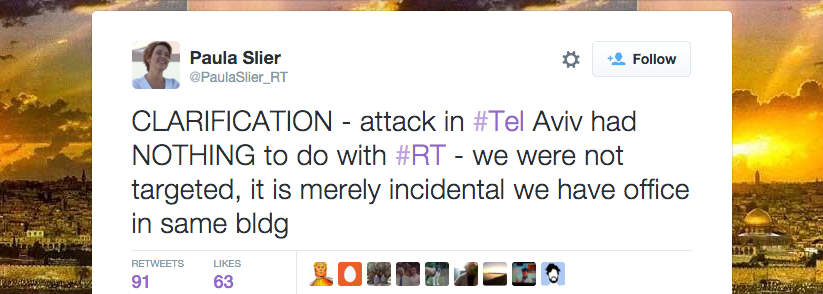 Paula Slier
@PaulaSlier_RT
Follow
CLARIFICATION - attack in #Tel Aviv had
NOTHING to do with #RT - we were not
targeted, it is merely incidental we have office
in same bldg
RETWEETS LIKES
91 63